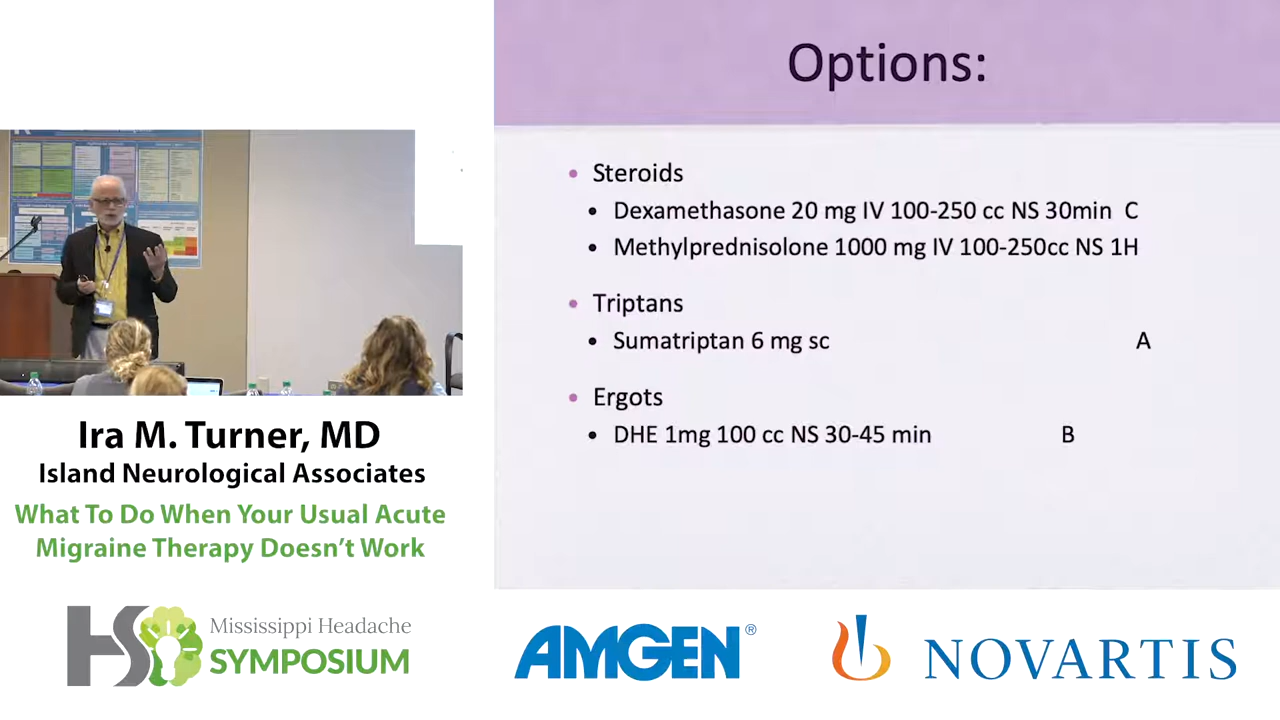 Options:
• Steroids
• Dexamethasone 20 mg IV 100-250 cc NS 30min C
• Methylprednisolone 1000 mg IV 100-250cc NS 1H
• Triptans
• Sumatriptan 6 mg sc A
• Ergots
• DHE 1mg 100 cc NS 30-45 min B
Ira M. Turner, MD
Island Neurological Associates
What To Do When Your Usual Acute
Migraine Therapy Doesn't Work
HS
Mississippi Headache
SYMPOSIUM
AMGEN®
NOVARTIS